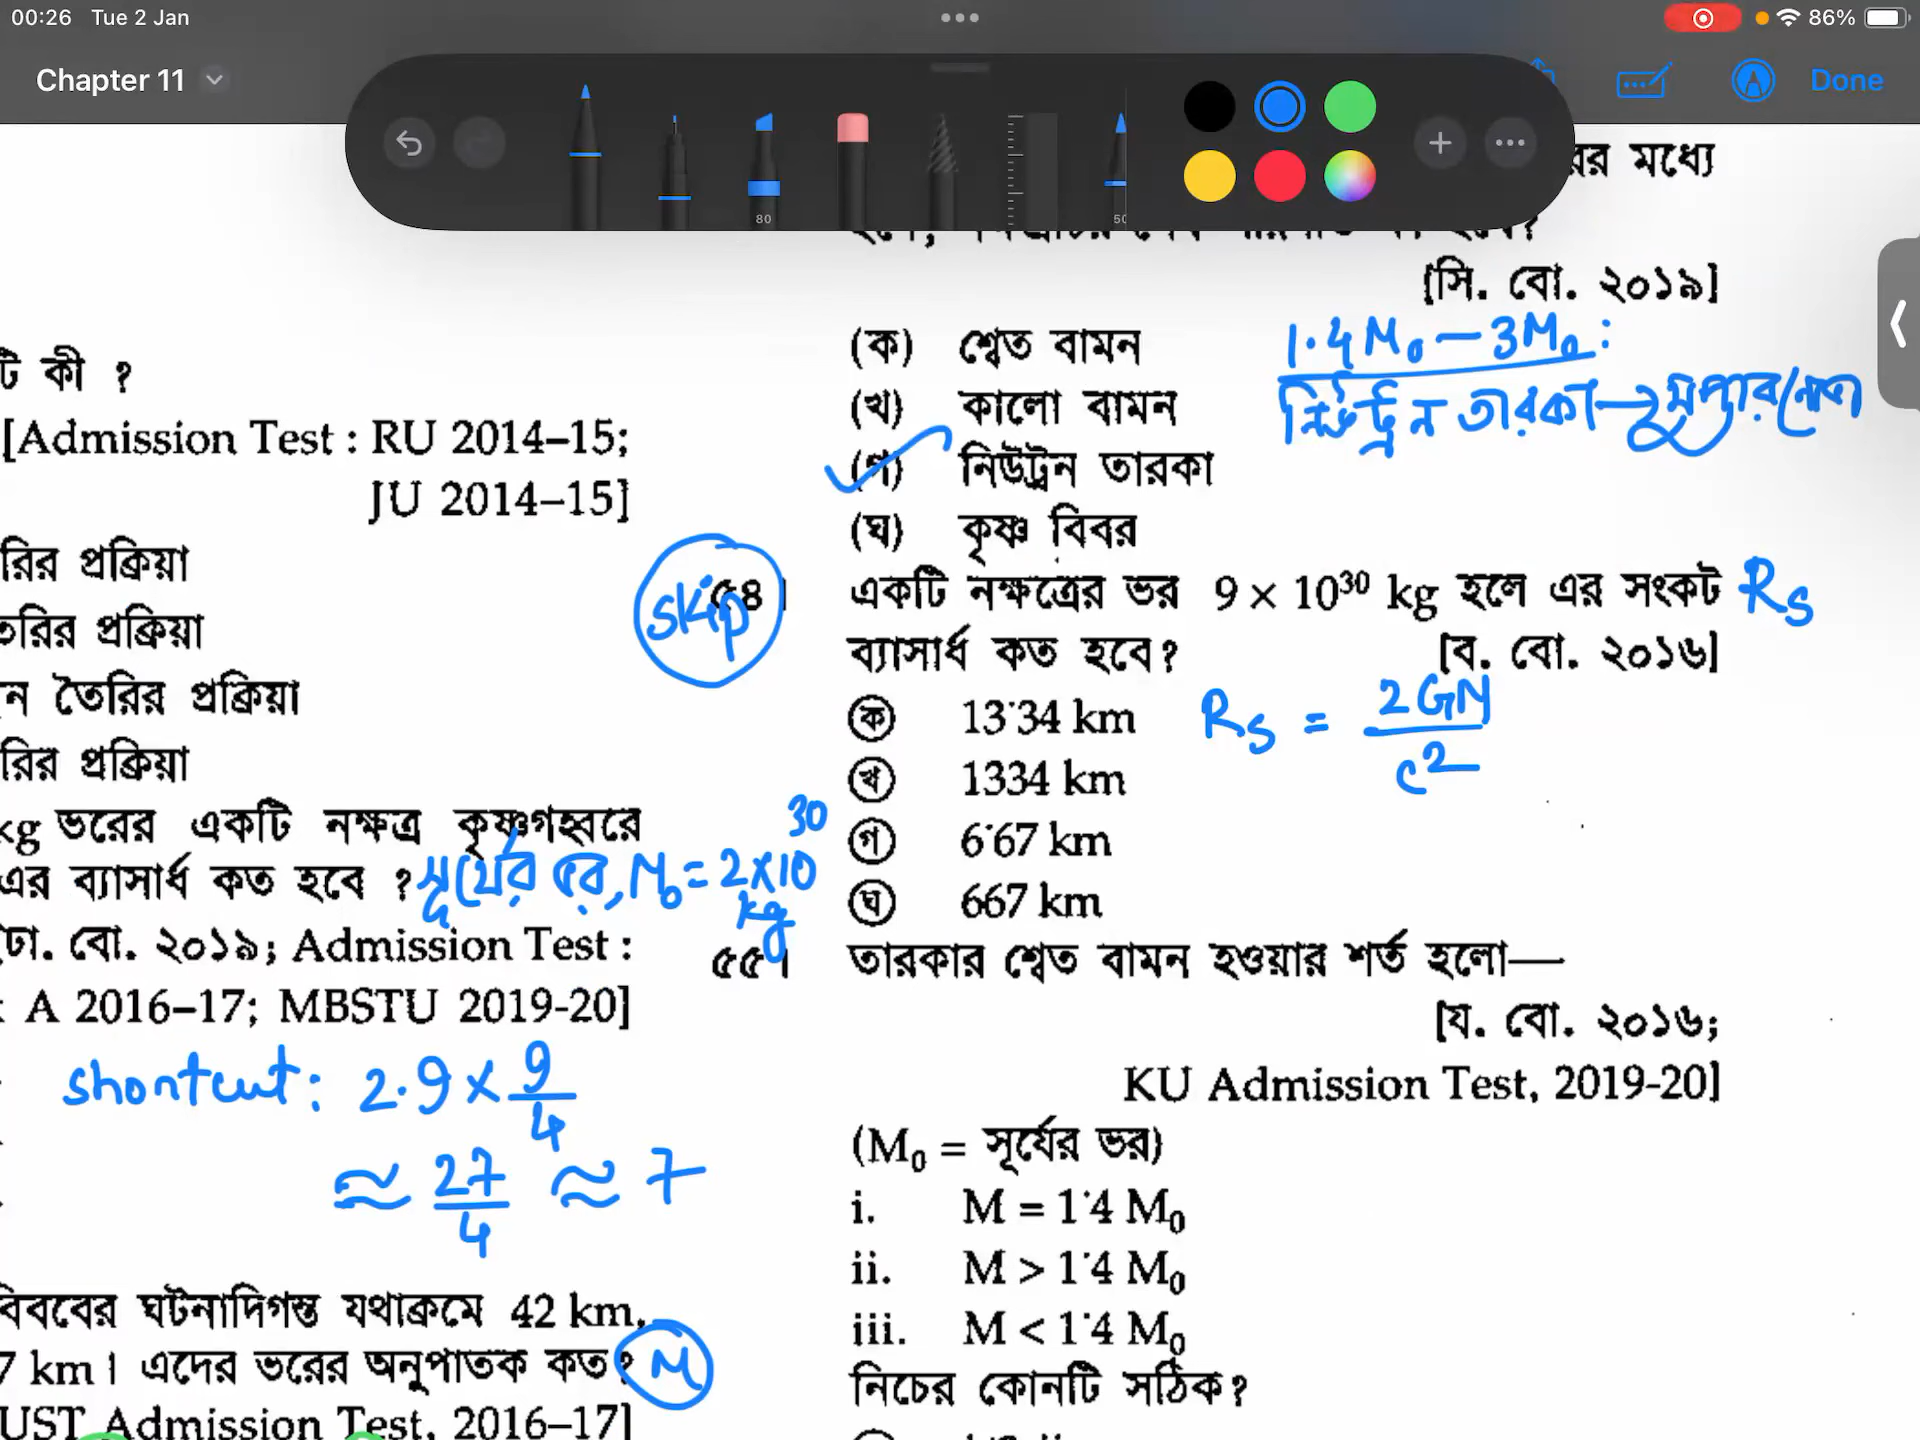 00:26 Tue 2 Jan
86%
Chapter 11
Done
80
50
টি কী ?
[Admission Test : RU 2014–15;
JU 2014–15]
রির প্রক্রিয়া
তরির প্রক্রিয়া
ন তৈরির প্রক্রিয়া
রির প্রক্রিয়া
kg ভরের একটি নক্ষত্র কৃষ্ণগহ্বরে
এর ব্যাসার্ধ কত হবে ?
সূর্যের ভর, M₀ = 2×10³⁰ kg
ঢা. বো. ২০১৯; Admission Test :
A 2016–17; MBSTU 2019-20]
shortcut: 2.9 × 9/4
≈ 27/4 ≈ 7
বিবরের ঘটনাদিগন্ত যথাক্রমে 42 km,
7 km। এদের ভরের অনুপাতক কত?
M
UST Admission Test, 2016–17]
রর মধ্যে
[সি. বো. ২০১৯]
(ক) শ্বেত বামন
(খ) কালো বামন
(গ) নিউট্রন তারকা
(ঘ) কৃষ্ণ বিবর
1.4M₀ – 3M₀ :
নিউট্রন তারকা → সুপারনোভা
skip
৫৪। একটি নক্ষত্রের ভর 9 × 10³⁰ kg হলে এর সংকট
ব্যাসার্ধ কত হবে? [ব. বো. ২০১৬]
Rs
(ক) 13·34 km
(খ) 1334 km
(গ) 6·67 km
(ঘ) 667 km
Rs = 2GM/c²
৫৫। তারকার শ্বেত বামন হওয়ার শর্ত হলো—
[য. বো. ২০১৬;
KU Admission Test, 2019-20]
(M₀ = সূর্যের ভর)
i. M = 1·4 M₀
ii. M > 1·4 M₀
iii. M < 1·4 M₀
নিচের কোনটি সঠিক?